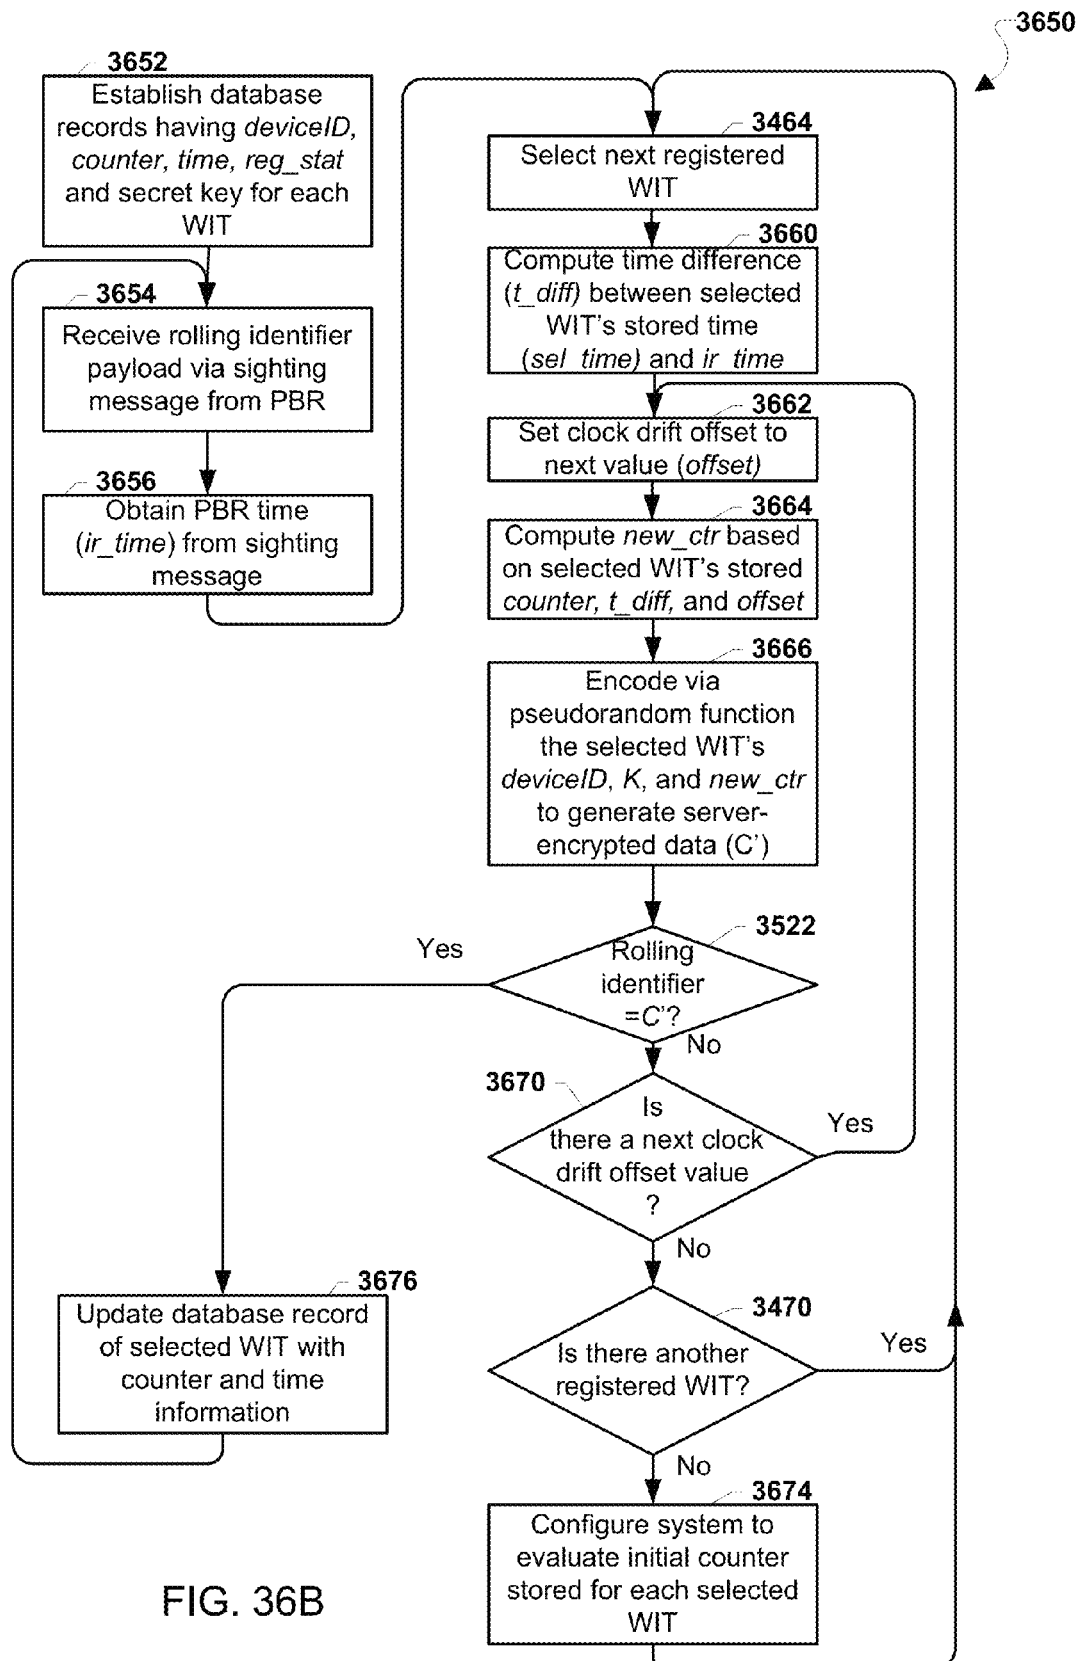 3650
3652
Establish database
records having deviceID,
counter, time, reg_stat
and secret key for each
WIT
3654
Receive rolling identifier
payload via sighting
message from PBR
3656
Obtain PBR time
(ir_time) from sighting
message
3464
Select next registered
WIT
3660
Compute time difference
(t_diff) between selected
WIT's stored time
(sel_time) and ir_time
3662
Set clock drift offset to
next value (offset)
3664
Compute new_ctr based
on selected WIT's stored
counter, t_diff, and offset
3666
Encode via
pseudorandom function
the selected WIT's
deviceID, K, and new_ctr
to generate server-
encrypted data (C')
3522
Yes
Rolling
identifier
=C'?
No
3670
Is
there a next clock
drift offset value
?
Yes
No
3470
Is there another
registered WIT?
Yes
No
3676
Update database record
of selected WIT with
counter and time
information
3674
Configure system to
evaluate initial counter
stored for each selected
WIT
FIG. 36B